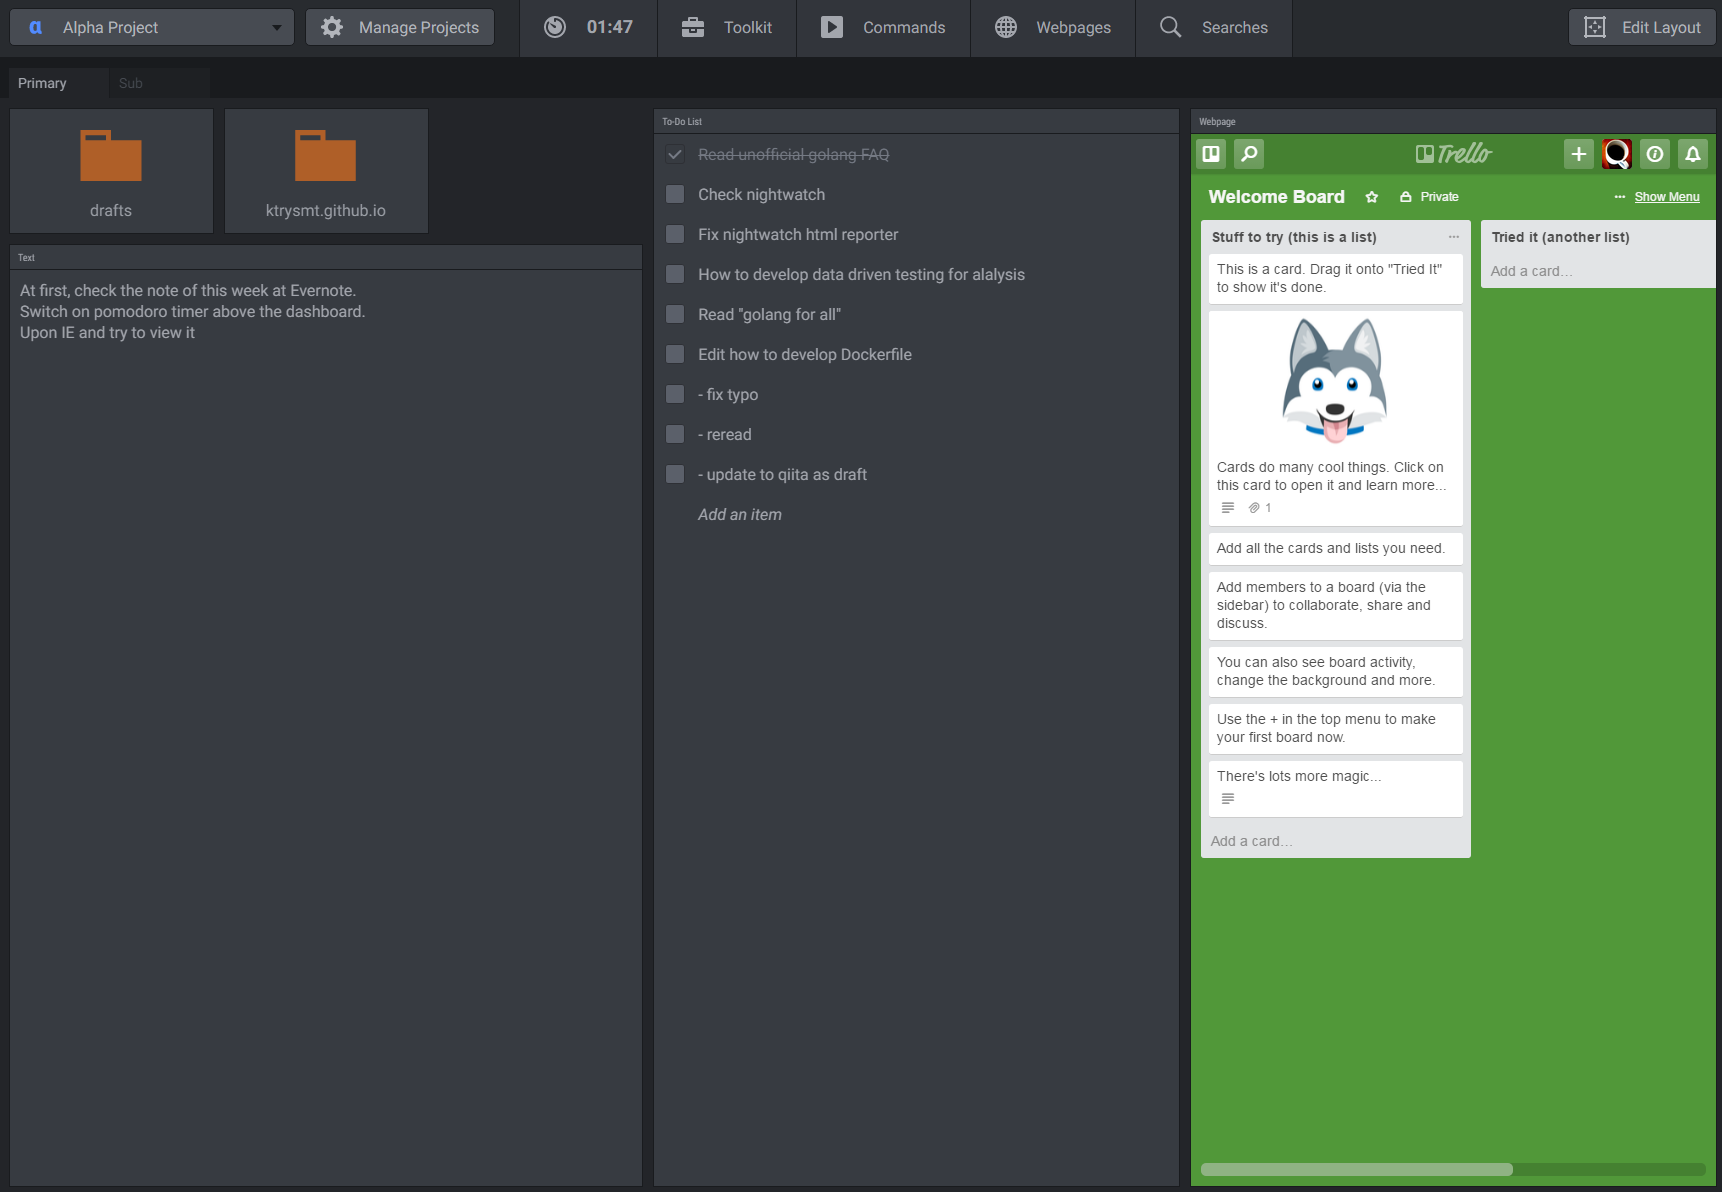 Alpha Project
Manage Projects
01:47
Toolkit
Commands
Webpages
Searches
Edit Layout
Primary
Sub
drafts
ktrysmt.github.io
Text
At first, check the note of this week at Evernote.
Switch on pomodoro timer above the dashboard.
Upon IE and try to view it
To-Do List
Read unofficial golang FAQ
Check nightwatch
Fix nightwatch html reporter
How to develop data driven testing for alalysis
Read "golang for all"
Edit how to develop Dockerfile
- fix typo
- reread
- update to qiita as draft
Add an item
Webpage
Trello
Welcome Board
Private
··· Show Menu
Stuff to try (this is a list)
···
This is a card. Drag it onto "Tried It"
to show it's done.
Cards do many cool things. Click on
this card to open it and learn more...
1
Add all the cards and lists you need.
Add members to a board (via the
sidebar) to collaborate, share and
discuss.
You can also see board activity,
change the background and more.
Use the + in the top menu to make
your first board now.
There's lots more magic...
Add a card...
Tried it (another list)
Add a card...